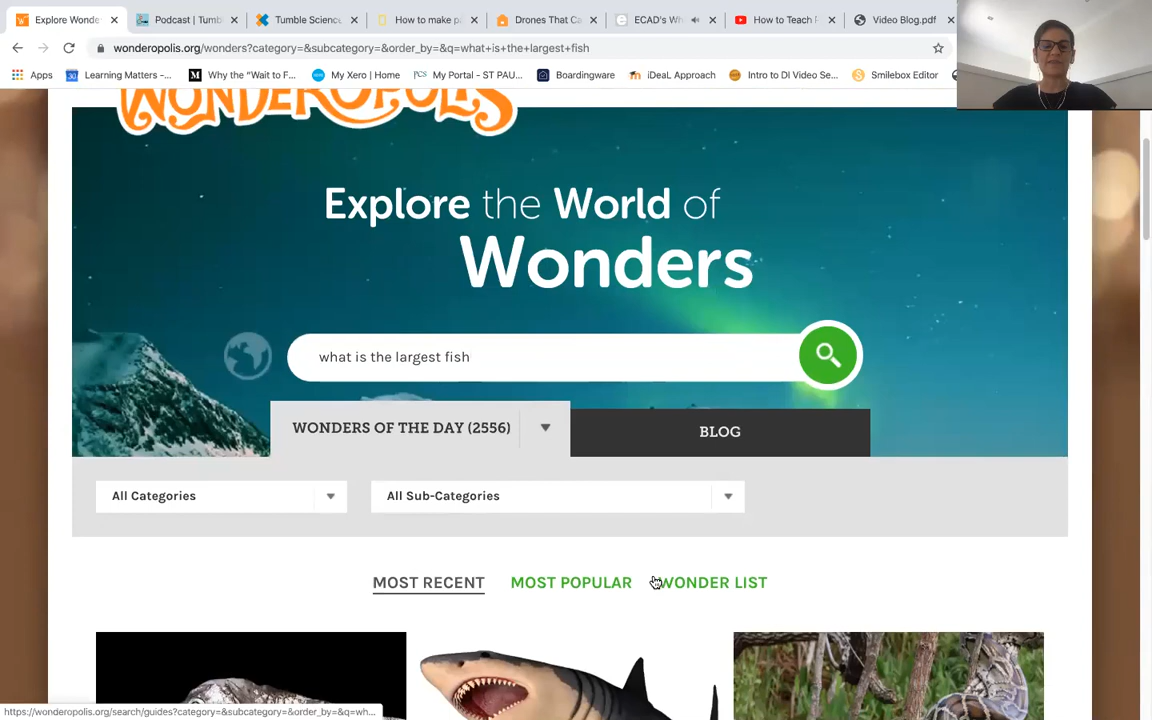 Explore Wonde
Podcast | Tumb
Tumble Scienc
How to make p
Drones That Ca
ECAD's Wh
How to Teach
Video Blog.pdf
wonderopolis.org/wonders?category=&subcategory=&order_by=&q=what+is+the+largest+fish
Apps
Learning Matters –...
Why the "Wait to F...
My Xero | Home
My Portal - ST PAU...
Boardingware
iDeaL Approach
Intro to DI Video Se...
Smilebox Editor
WONDEROPOLIS
Explore the World of
Wonders
what is the largest fish
WONDERS OF THE DAY (2556)
BLOG
All Categories
All Sub-Categories
MOST RECENT
MOST POPULAR
WONDER LIST
https://wonderopolis.org/search/guides?category=&subcategory=&order_by=&q=wh...